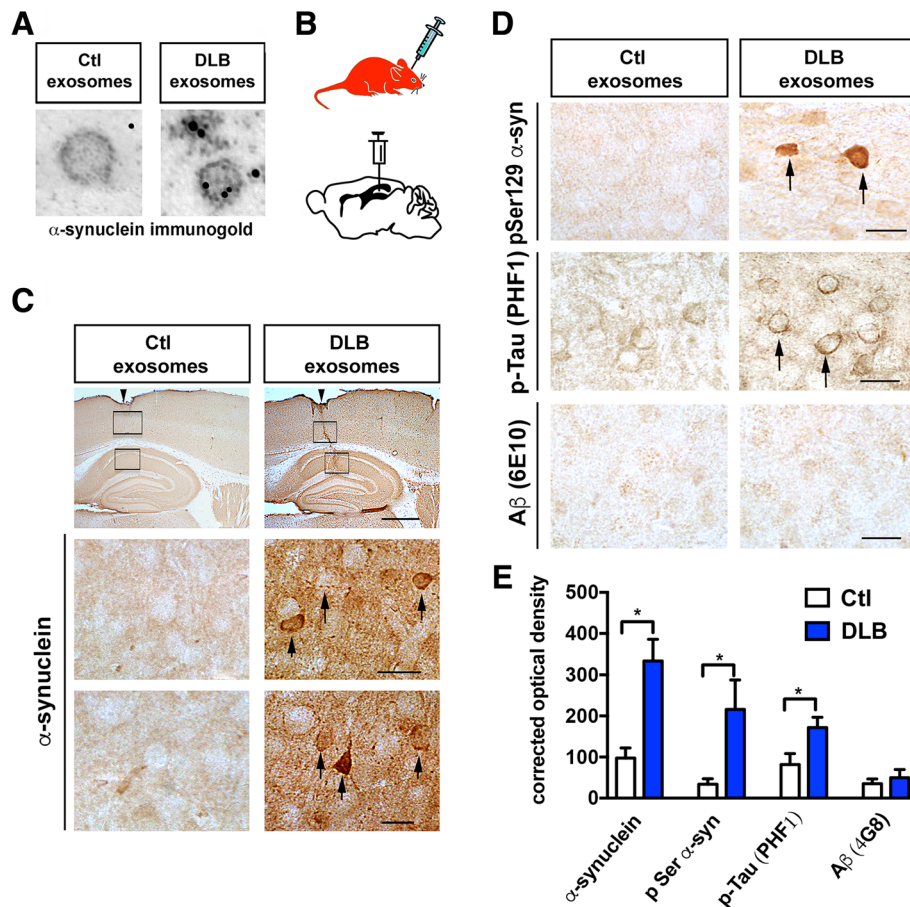 A
Ctl
exosomes
DLB
exosomes
α-synuclein immunogold
B
C
Ctl
exosomes
DLB
exosomes
α-synuclein
D
Ctl
exosomes
DLB
exosomes
pSer129 α-syn
p-Tau (PHF1)
Aβ (6E10)
E
corrected optical density
500
400
300
200
100
0
Ctl
DLB
*
*
*
α-synuclein
p Ser α-syn
p-Tau (PHF1)
Aβ (4G8)